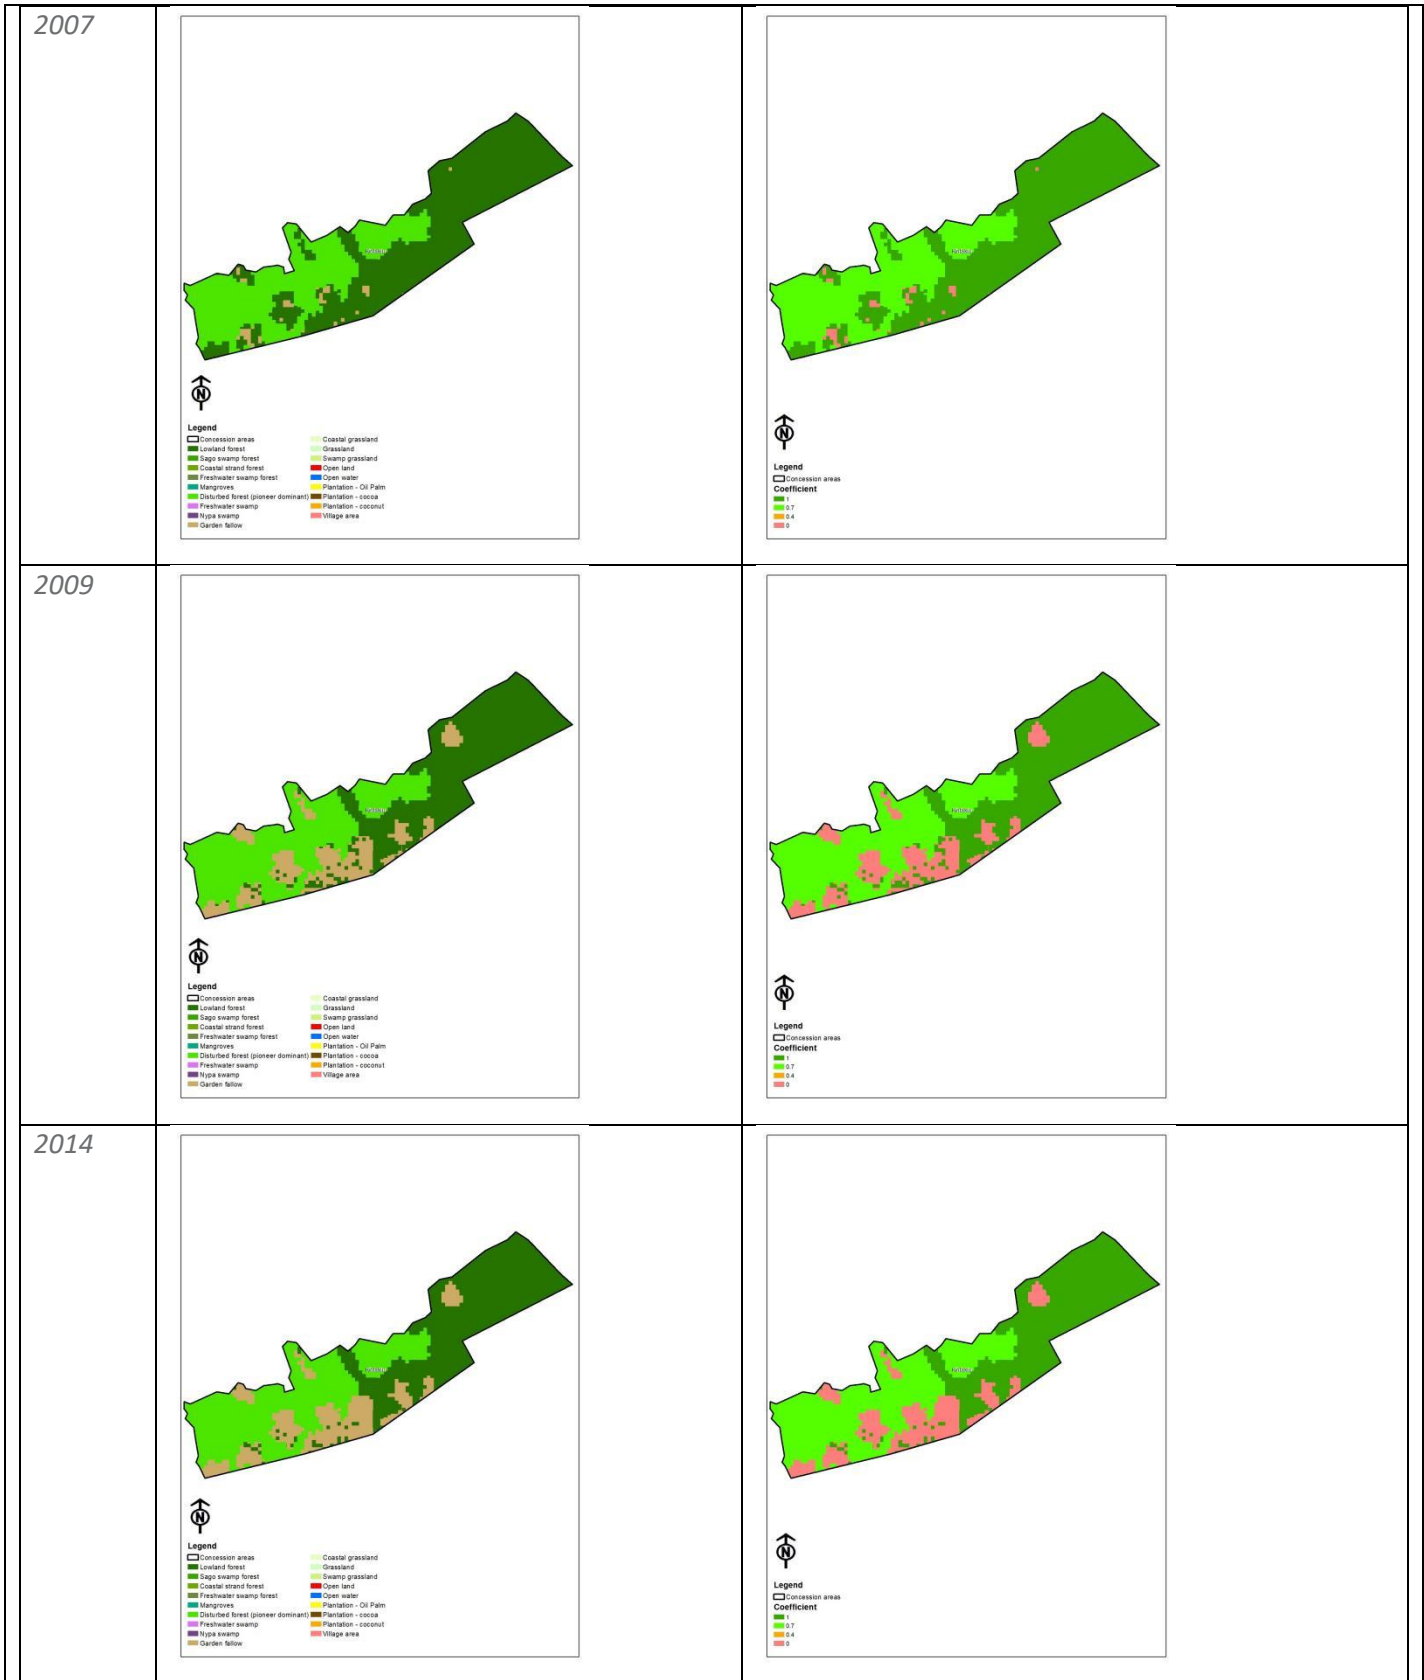 2007
N
Legend
Concession areas
Lowland forest
Sago swamp forest
Coastal strand forest
Freshwater swamp forest
Mangroves
Disturbed forest (pioneer dominant)
Freshwater swamp
Nypa swamp
Garden fallow
Coastal grassland
Grassland
Swamp grassland
Open land
Open water
Plantation - Oil Palm
Plantation - cocoa
Plantation - coconut
Village area
N
Legend
Concession areas
Coefficient
1
0.7
0.4
0
2009
N
Legend
Concession areas
Lowland forest
Sago swamp forest
Coastal strand forest
Freshwater swamp forest
Mangroves
Disturbed forest (pioneer dominant)
Freshwater swamp
Nypa swamp
Garden fallow
Coastal grassland
Grassland
Swamp grassland
Open land
Open water
Plantation - Oil Palm
Plantation - cocoa
Plantation - coconut
Village area
N
Legend
Concession areas
Coefficient
1
0.7
0.4
0
2014
N
Legend
Concession areas
Lowland forest
Sago swamp forest
Coastal strand forest
Freshwater swamp forest
Mangroves
Disturbed forest (pioneer dominant)
Freshwater swamp
Nypa swamp
Garden fallow
Coastal grassland
Grassland
Swamp grassland
Open land
Open water
Plantation - Oil Palm
Plantation - cocoa
Plantation - coconut
Village area
N
Legend
Concession areas
Coefficient
1
0.7
0.4
0